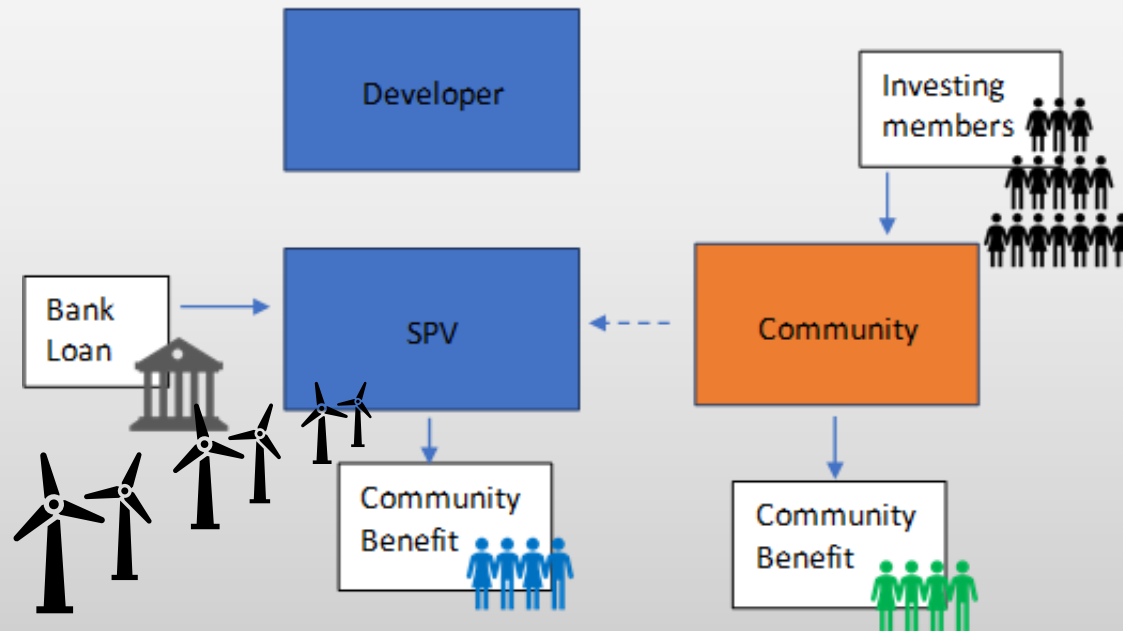 Developer
Investing
members
Bank
Loan
SPV
Community
Community
Benefit
Community
Benefit